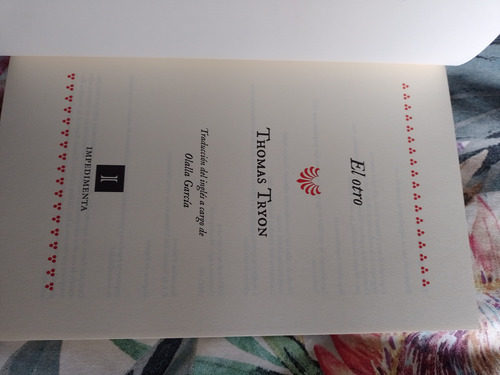 El otro
THOMAS TRYON
Traducción del inglés a cargo de
Olalla García
IMPEDIMENTA